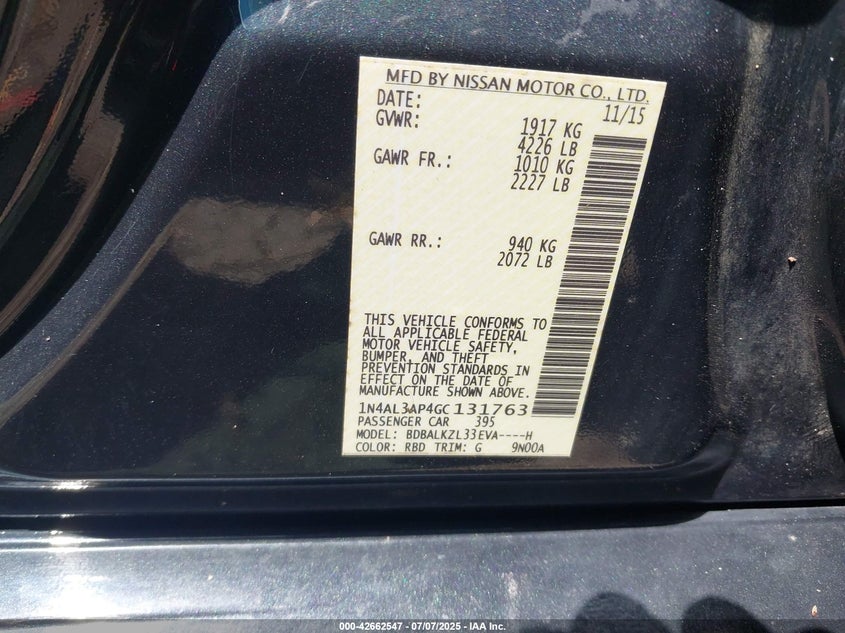 MFD BY NISSAN MOTOR CO., LTD.
DATE: 11/15
GVWR: 1917 KG
4226 LB
GAWR FR.: 1010 KG
2227 LB
GAWR RR.: 940 KG
2072 LB
THIS VEHICLE CONFORMS TO
ALL APPLICABLE FEDERAL
MOTOR VEHICLE SAFETY,
BUMPER, AND THEFT
PREVENTION STANDARDS IN
EFFECT ON THE DATE OF
MANUFACTURE SHOWN ABOVE.
1N4AL3AP4GC131763
PASSENGER CAR 395
MODEL: BDBALKZL33EVA----H
COLOR: RBD TRIM: G 9N00A
000-42662547 - 07/07/2025 - IAA Inc.